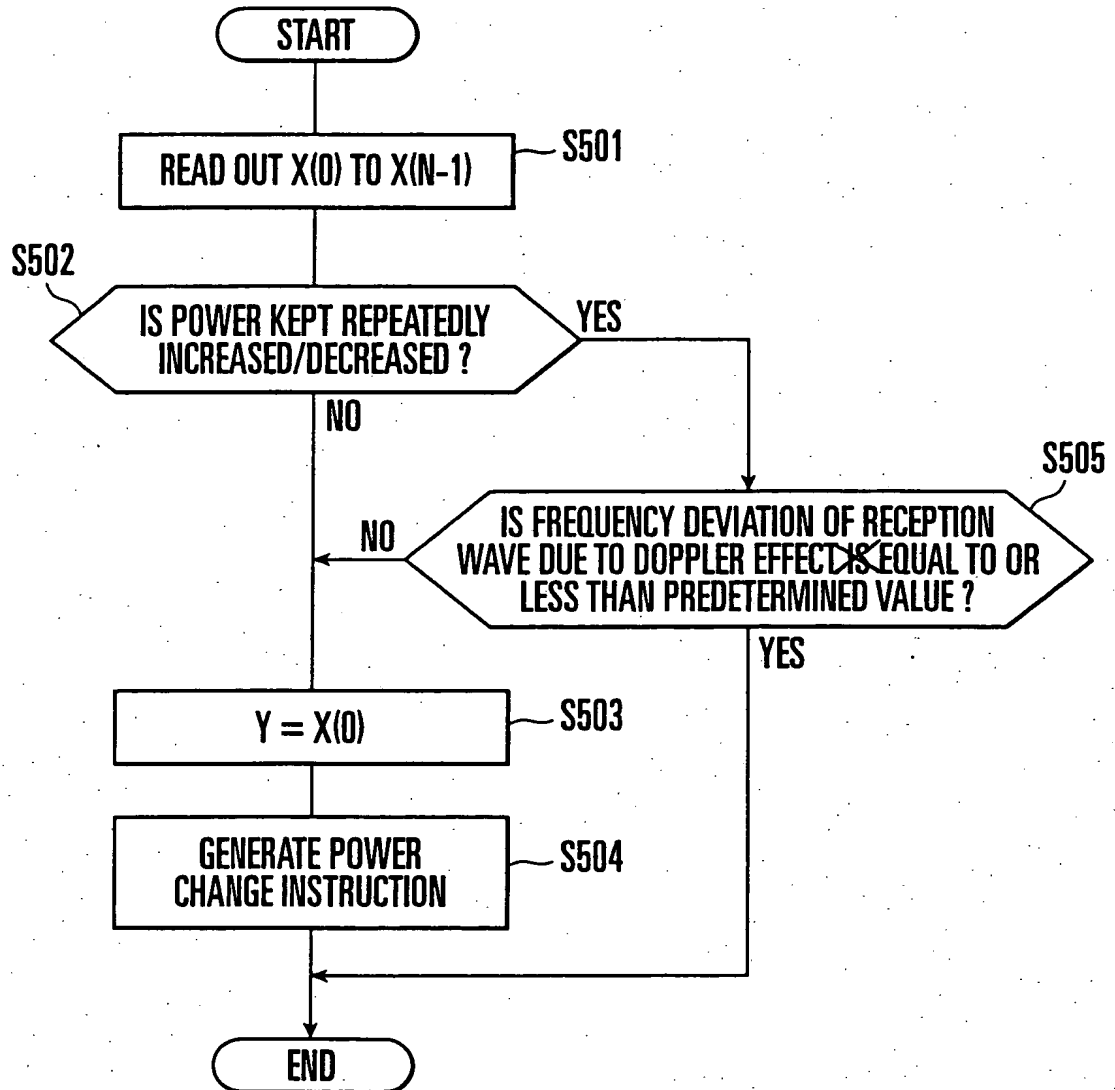 START
READ OUT X(0) TO X(N-1)
S501
S502
IS POWER KEPT REPEATEDLY
INCREASED/DECREASED ?
YES
NO
S505
IS FREQUENCY DEVIATION OF RECEPTION
WAVE DUE TO DOPPLER EFFECT IS EQUAL TO OR
LESS THAN PREDETERMINED VALUE ?
NO
YES
Y = X(0)
S503
GENERATE POWER
CHANGE INSTRUCTION
S504
END